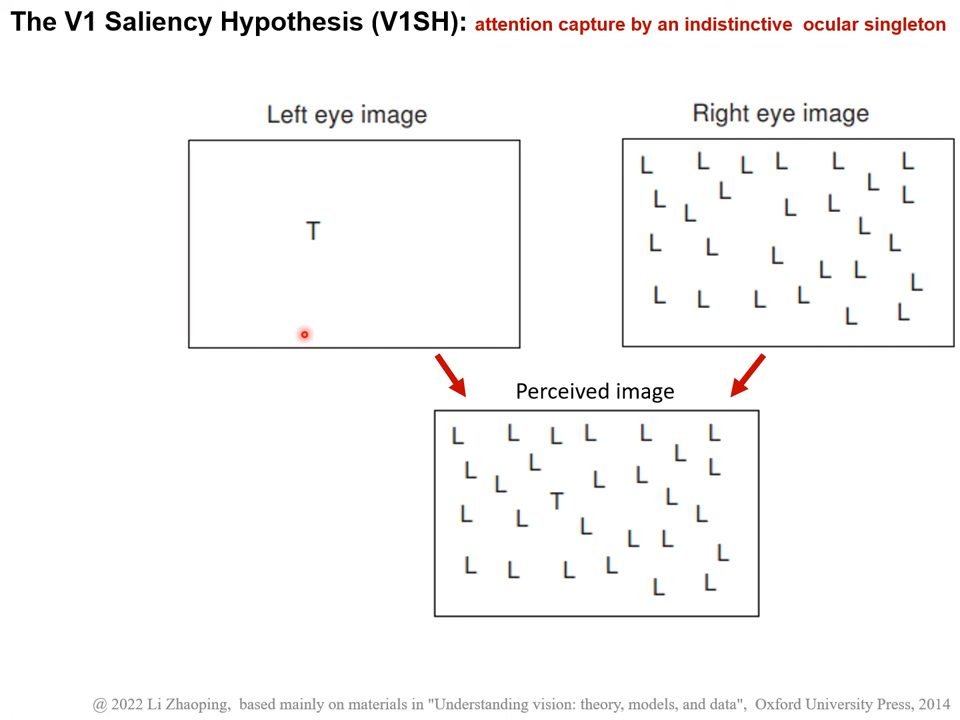 The V1 Saliency Hypothesis (V1SH): attention capture by an indistinctive ocular singleton
Left eye image
T
Right eye image
L L L L L L
L L
L L L L L
L
L L L
L
L L
L
L L L L
L L
Perceived image
L L L L L L
L L
L L L L L
T L
L L L
L
L L
L
L L L L
L L
@ 2022 Li Zhaoping, based mainly on materials in "Understanding vision: theory, models, and data", Oxford University Press, 2014